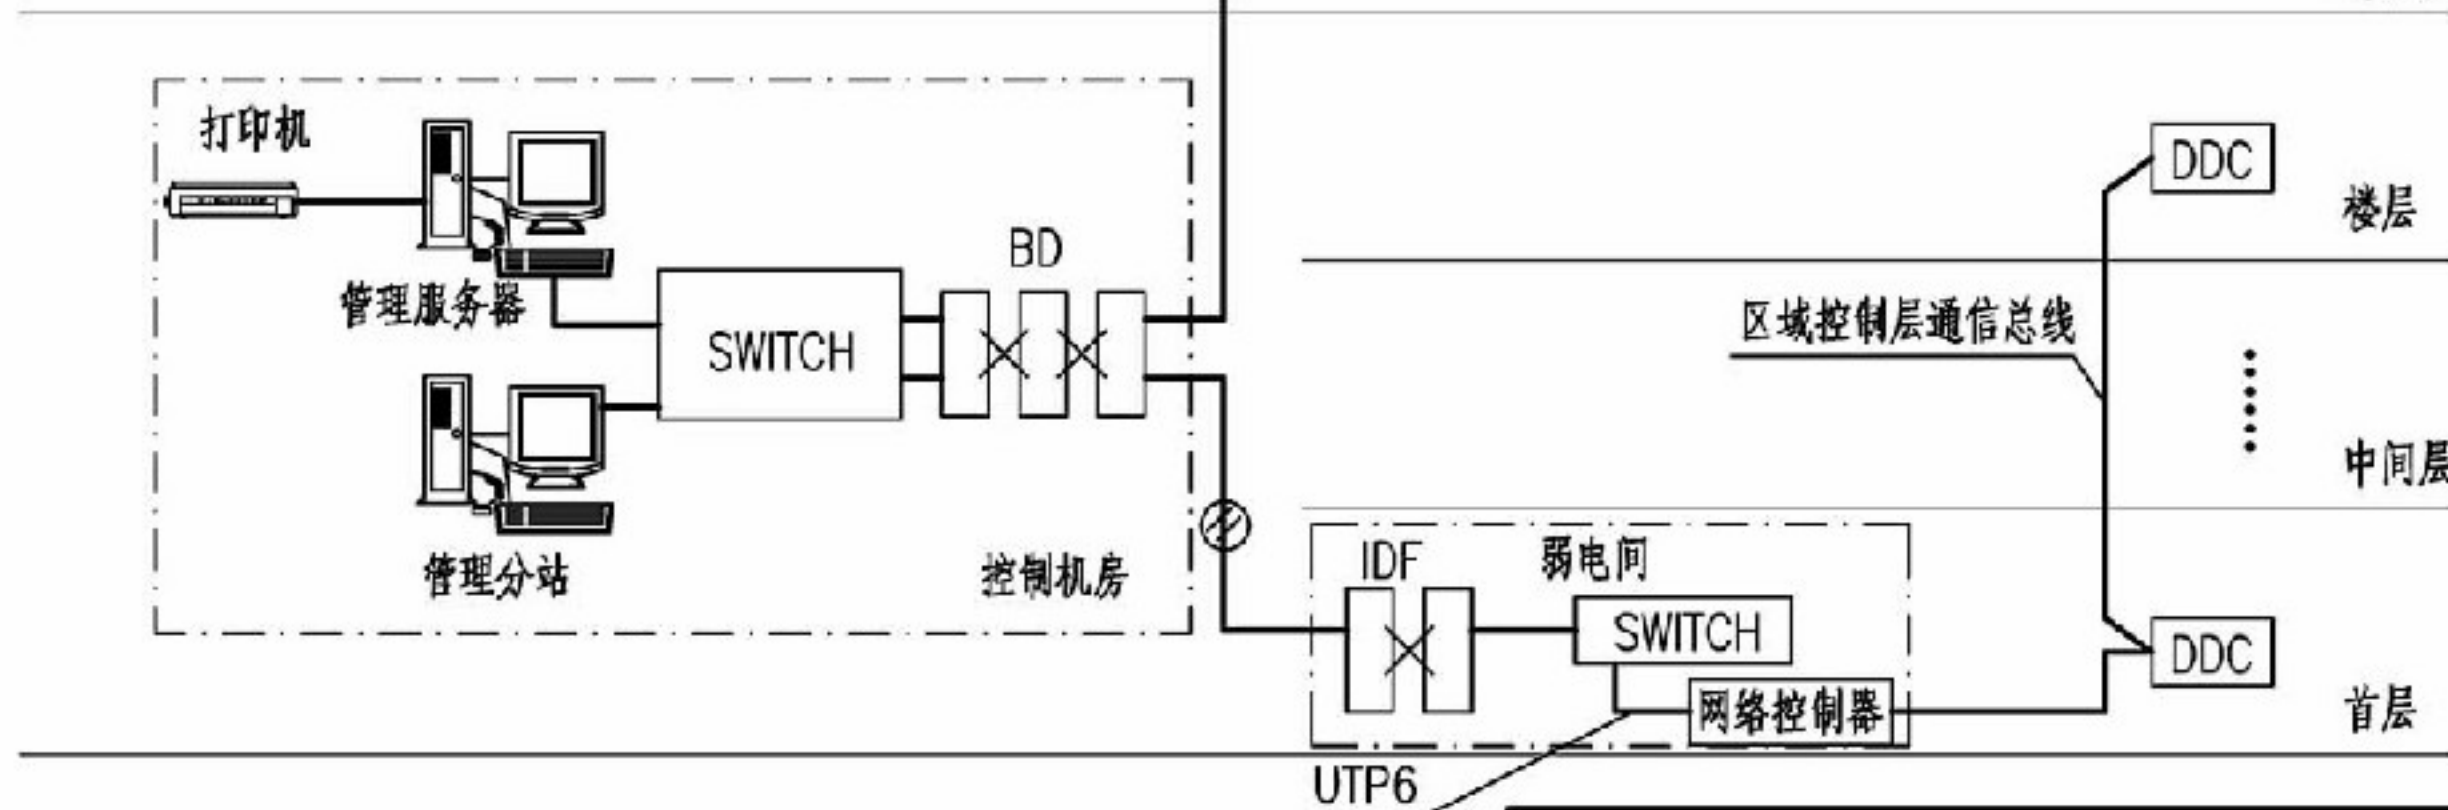 打印机
DDC
楼层
BD
管理服务器
区域控制层通信总线
SWITCH
中间层
IDF
弱电间
控制机房
管理分站
SWITCH
DDC
网络控制器
首层
UTP6